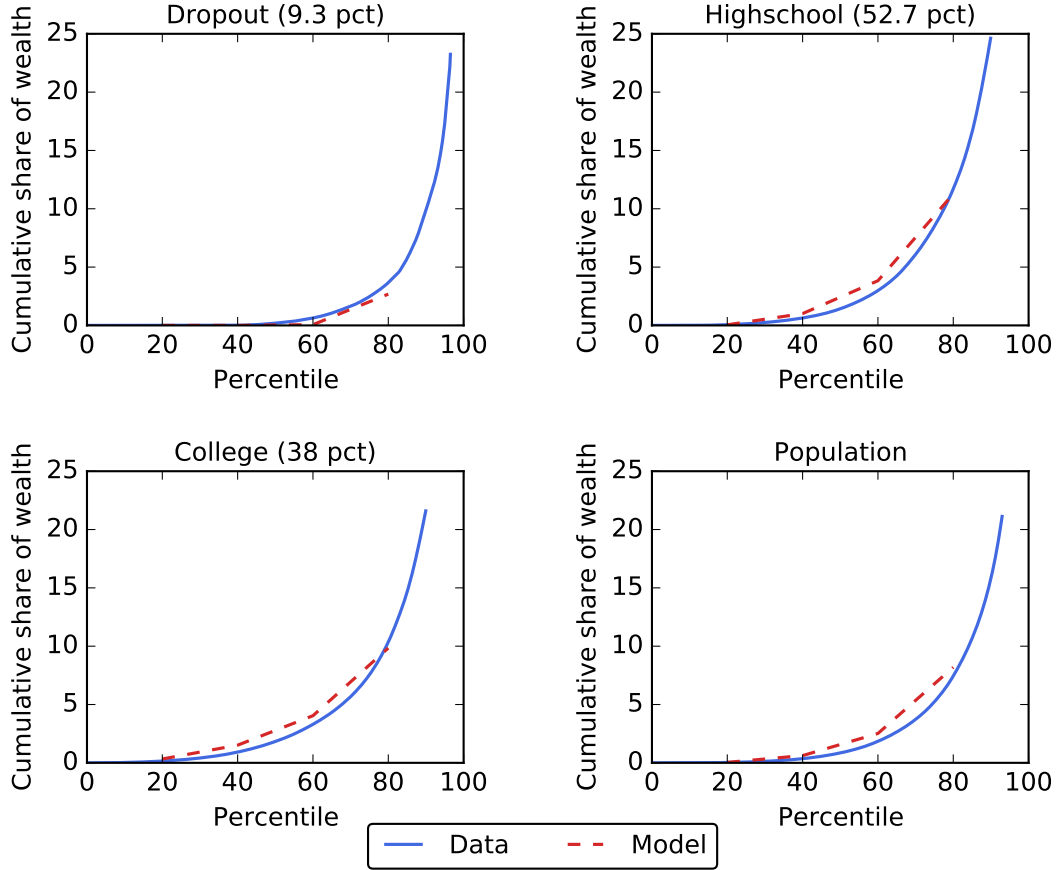 Dropout (9.3 pct)
Cumulative share of wealth
25
20
15
10
5
0
0 20 40 60 80 100
Percentile
Highschool (52.7 pct)
Cumulative share of wealth
25
20
15
10
5
0
0 20 40 60 80 100
Percentile
College (38 pct)
Cumulative share of wealth
25
20
15
10
5
0
0 20 40 60 80 100
Percentile
Population
Cumulative share of wealth
25
20
15
10
5
0
0 20 40 60 80 100
Percentile
Data Model